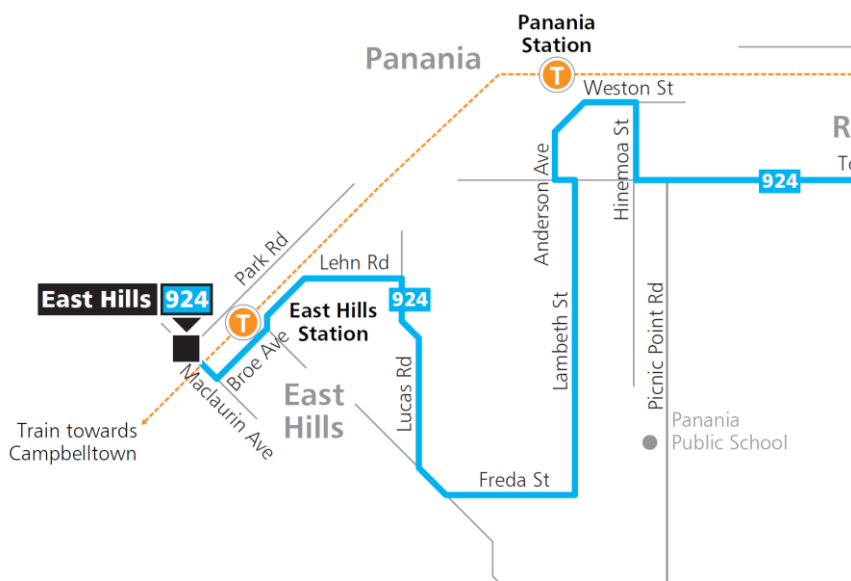 Panania
Station
T
Panania
Weston St
R
To
924
Hinemoa St
Anderson Ave
Park Rd
Lehn Rd
East Hills 924
924
T
East Hills
Station
Broe Ave
Maclaurin Ave
East
Hills
Lucas Rd
Lambeth St
Picnic Point Rd
Train towards
Campbelltown
Panania
Public School
Freda St